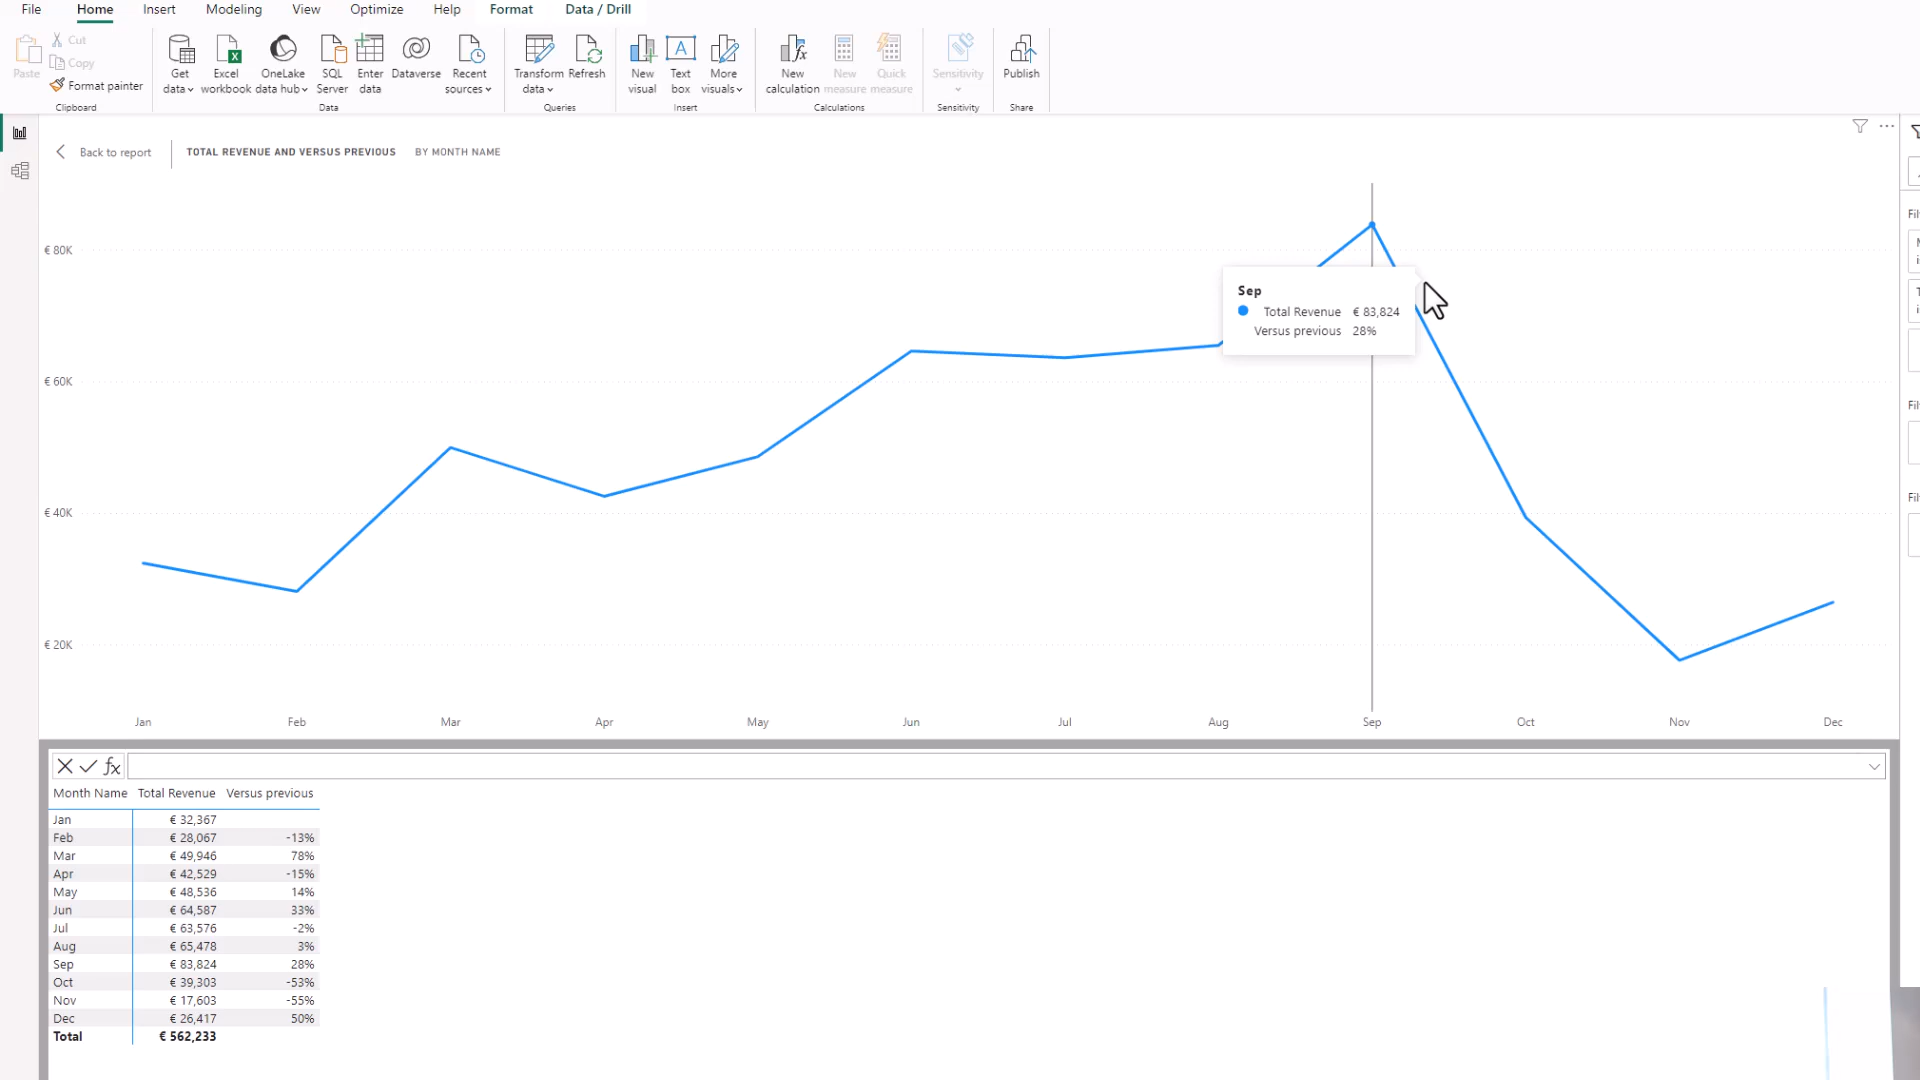 File Home Insert Modeling View Optimize Help Format Data / Drill
Paste
Cut
Copy
Format painter
Clipboard
Get data
Excel workbook
OneLake data hub
SQL Server
Enter data
Dataverse
Recent sources
Data
Transform data
Refresh
Queries
New visual
Text box
More visuals
Insert
New calculation
New measure
Quick measure
Calculations
Sensitivity
Sensitivity
Publish
Share
Back to report TOTAL REVENUE AND VERSUS PREVIOUS BY MONTH NAME
€ 80K
€ 60K
€ 40K
€ 20K
Sep
Total Revenue € 83,824
Versus previous 28%
Jan Feb Mar Apr May Jun Jul Aug Sep Oct Nov Dec
fx
Month Name Total Revenue Versus previous
Jan € 32,367
Feb € 28,067 -13%
Mar € 49,946 78%
Apr € 42,529 -15%
May € 48,536 14%
Jun € 64,587 33%
Jul € 63,576 -2%
Aug € 65,478 3%
Sep € 83,824 28%
Oct € 39,303 -53%
Nov € 17,603 -55%
Dec € 26,417 50%
Total € 562,233